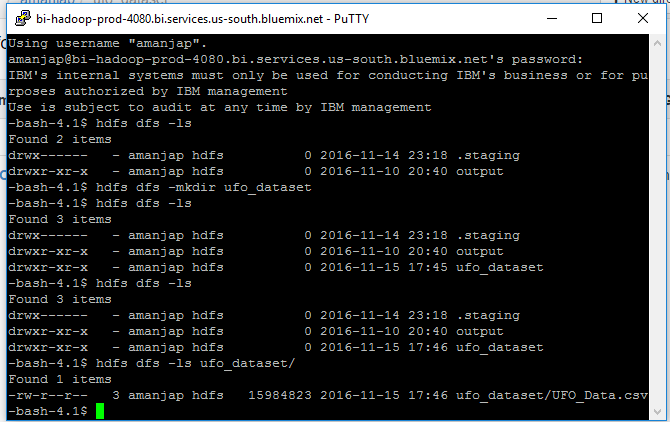 bi-hadoop-prod-4080.bi.services.us-south.bluemix.net - PuTTY
Using username "amanjap".
amanjap@bi-hadoop-prod-4080.bi.services.us-south.bluemix.net's password:
IBM's internal systems must only be used for conducting IBM's business or for pu
rposes authorized by IBM management
Use is subject to audit at any time by IBM management
-bash-4.1$ hdfs dfs -ls
Found 2 items
drwx------   - amanjap hdfs          0 2016-11-14 23:18 .staging
drwxr-xr-x   - amanjap hdfs          0 2016-11-10 20:40 output
-bash-4.1$ hdfs dfs -mkdir ufo_dataset
-bash-4.1$ hdfs dfs -ls
Found 3 items
drwx------   - amanjap hdfs          0 2016-11-14 23:18 .staging
drwxr-xr-x   - amanjap hdfs          0 2016-11-10 20:40 output
drwxr-xr-x   - amanjap hdfs          0 2016-11-15 17:45 ufo_dataset
-bash-4.1$ hdfs dfs -ls
Found 3 items
drwx------   - amanjap hdfs          0 2016-11-14 23:18 .staging
drwxr-xr-x   - amanjap hdfs          0 2016-11-10 20:40 output
drwxr-xr-x   - amanjap hdfs          0 2016-11-15 17:46 ufo_dataset
-bash-4.1$ hdfs dfs -ls ufo_dataset/
Found 1 items
-rw-r--r--   3 amanjap hdfs   15984823 2016-11-15 17:46 ufo_dataset/UFO_Data.csv
-bash-4.1$